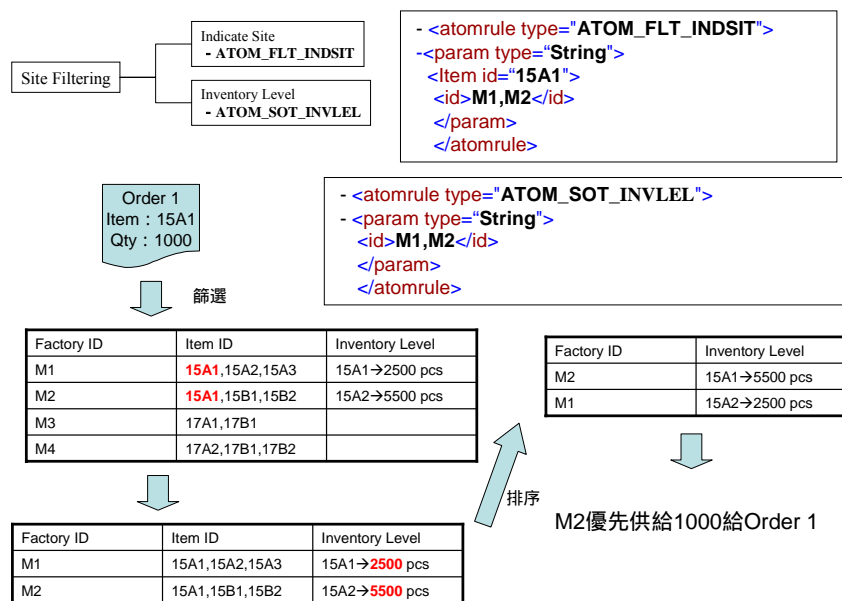 Site Filtering
Indicate Site
- ATOM_FLT_INDSIT
Inventory Level
- ATOM_SOT_INVLEL
- <atomrule type="ATOM_FLT_INDSIT">
-<param type="String">
<Item id="15A1">
<id>M1,M2</id>
</param>
</atomrule>
Order 1
Item：15A1
Qty：1000
- <atomrule type="ATOM_SOT_INVLEL">
- <param type="String">
<id>M1,M2</id>
</param>
</atomrule>
篩選
Factory ID Item ID Inventory Level
M1 15A1,15A2,15A3 15A1→2500 pcs
M2 15A1,15B1,15B2 15A2→5500 pcs
M3 17A1,17B1
M4 17A2,17B1,17B2
Factory ID Item ID Inventory Level
M1 15A1,15A2,15A3 15A1→2500 pcs
M2 15A1,15B1,15B2 15A2→5500 pcs
排序
Factory ID Inventory Level
M2 15A1→5500 pcs
M1 15A2→2500 pcs
M2優先供給1000給Order 1